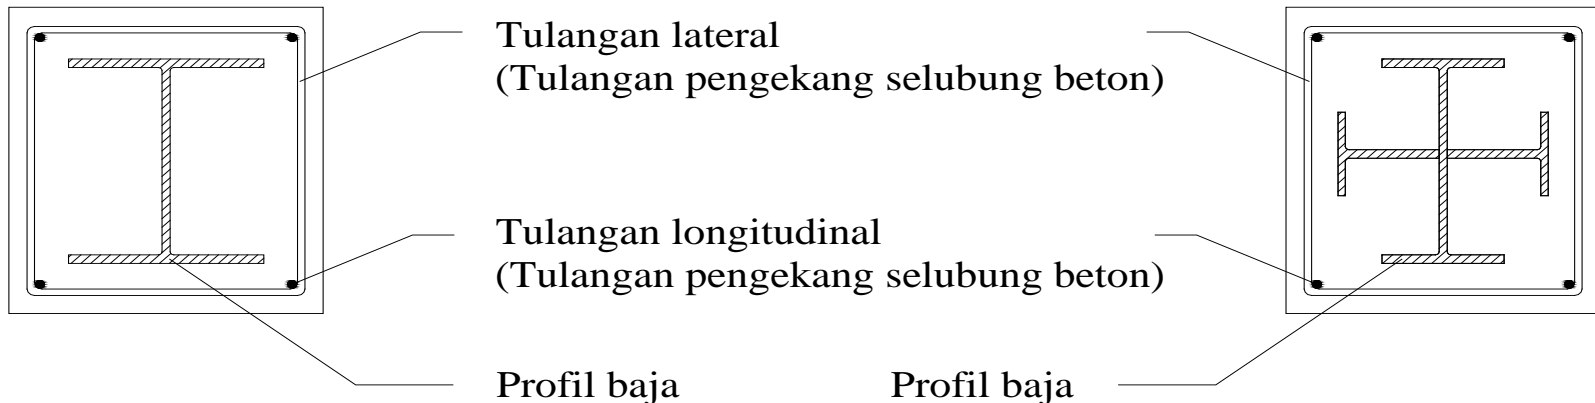 Tulangan lateral
(Tulangan pengekang selubung beton)
Tulangan longitudinal
(Tulangan pengekang selubung beton)
Profil baja
Profil baja